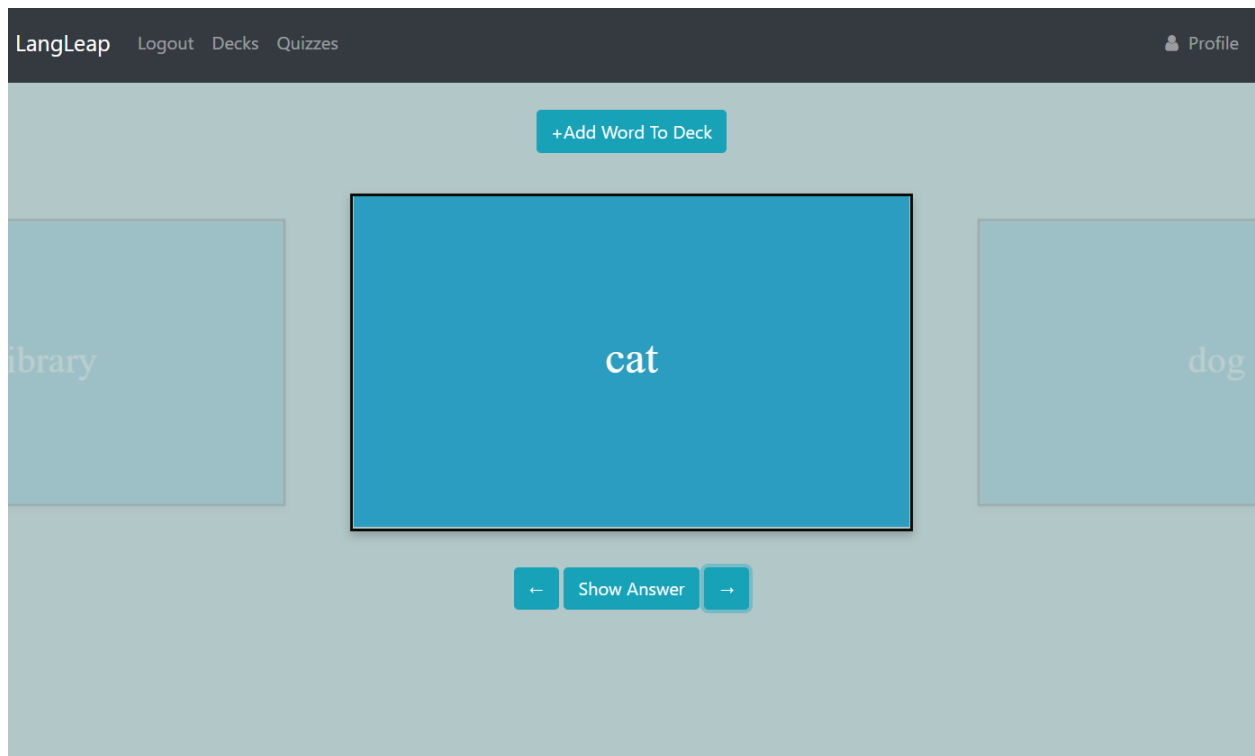 LangLeap Logout Decks Quizzes Profile
+Add Word To Deck
ibrary cat dog
← Show Answer →